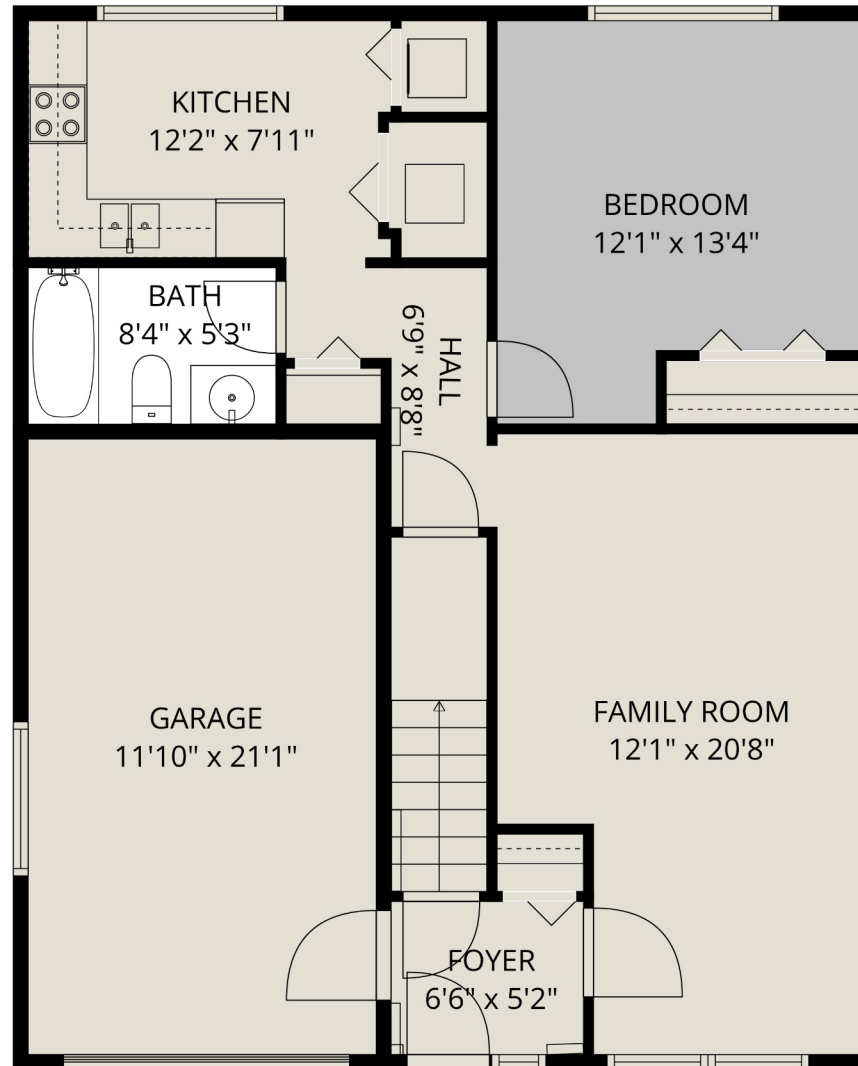 KITCHEN
12'2" x 7'11"
BEDROOM
12'1" x 13'4"
BATH
8'4" x 5'3"
HALL
6'9" x 8'8"
GARAGE
11'10" x 21'1"
FAMILY ROOM
12'1" x 20'8"
FOYER
6'6" x 5'2"